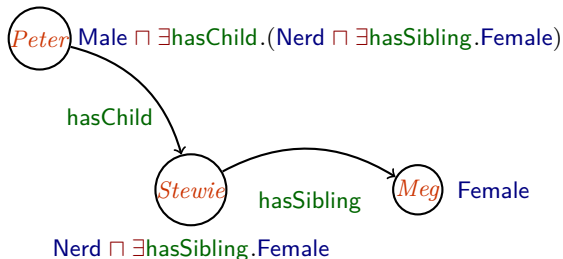 Peter Male ⊓ ∃hasChild.(Nerd ⊓ ∃hasSibling.Female)
hasChild
Stewie
hasSibling
Meg Female
Nerd ⊓ ∃hasSibling.Female